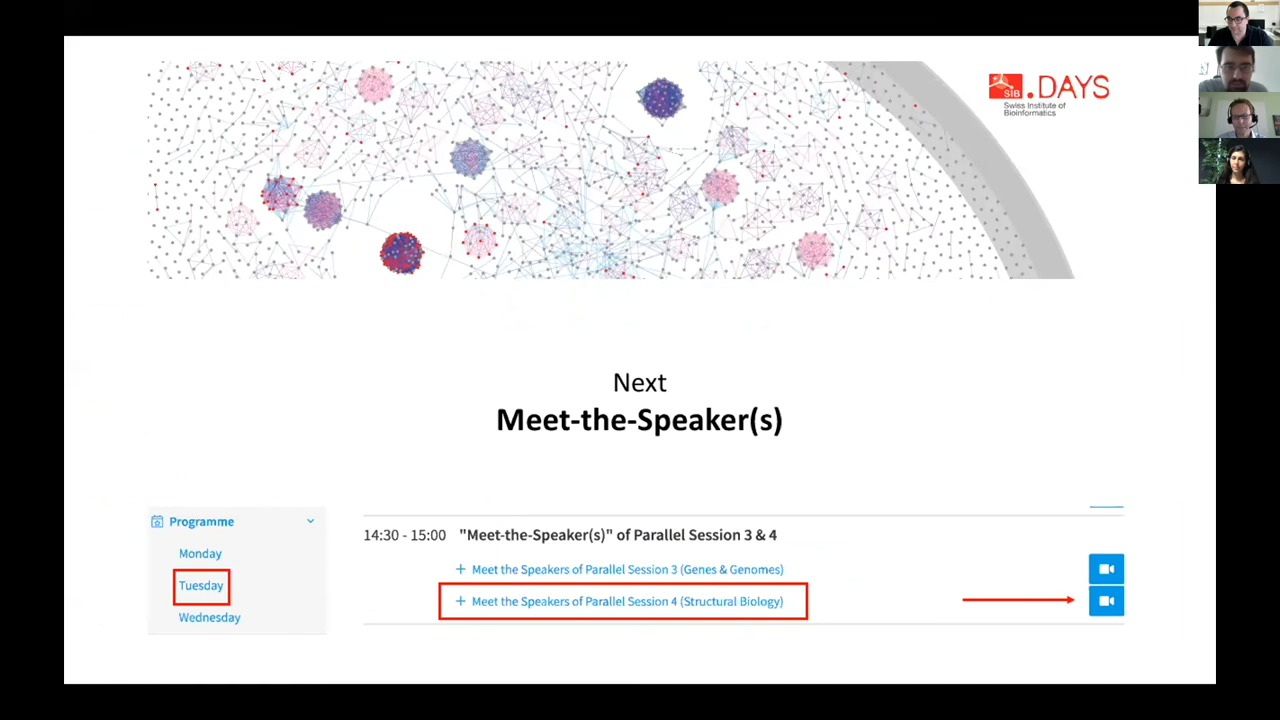 SIB
.DAYS
Swiss Institute of
Bioinformatics
Next
Meet-the-Speaker(s)
Programme
Monday
Tuesday
Wednesday
14:30 - 15:00 "Meet-the-Speaker(s)" of Parallel Session 3 & 4
+ Meet the Speakers of Parallel Session 3 (Genes & Genomes)
+ Meet the Speakers of Parallel Session 4 (Structural Biology)